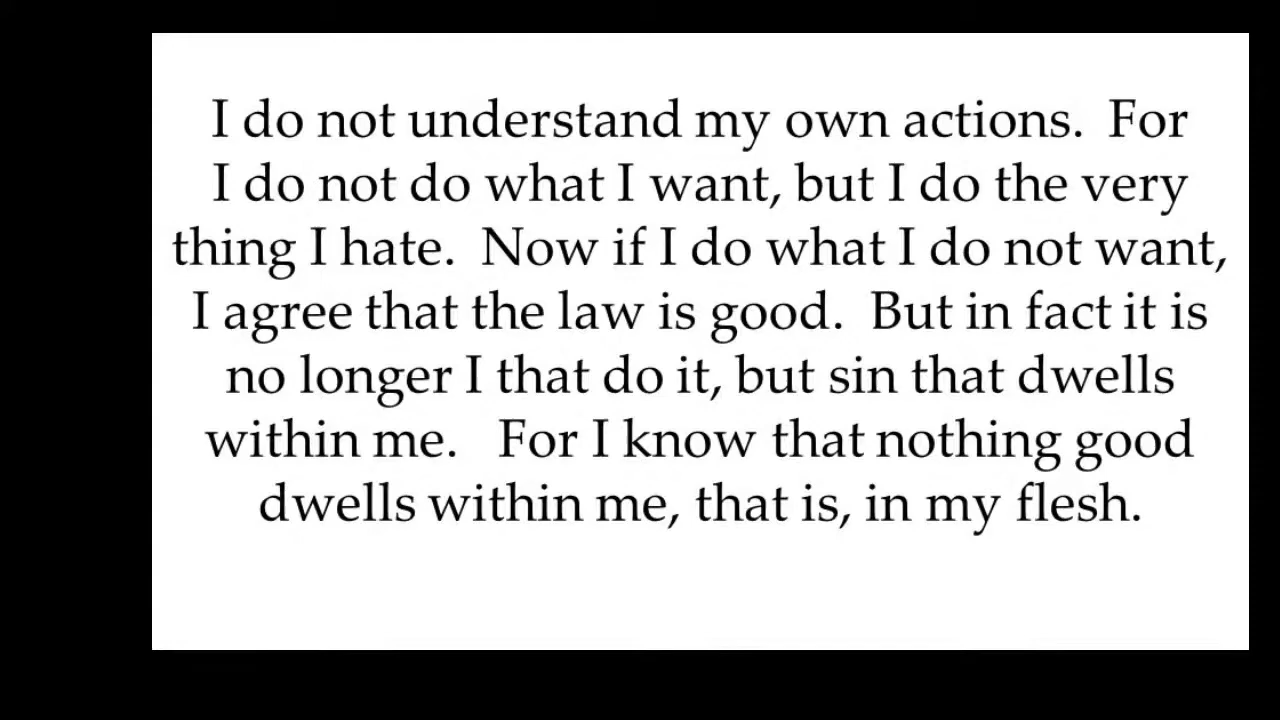 I do not understand my own actions.  For
I do not do what I want, but I do the very
thing I hate.  Now if I do what I do not want,
I agree that the law is good.  But in fact it is
no longer I that do it, but sin that dwells
within me.   For I know that nothing good
dwells within me, that is, in my flesh.